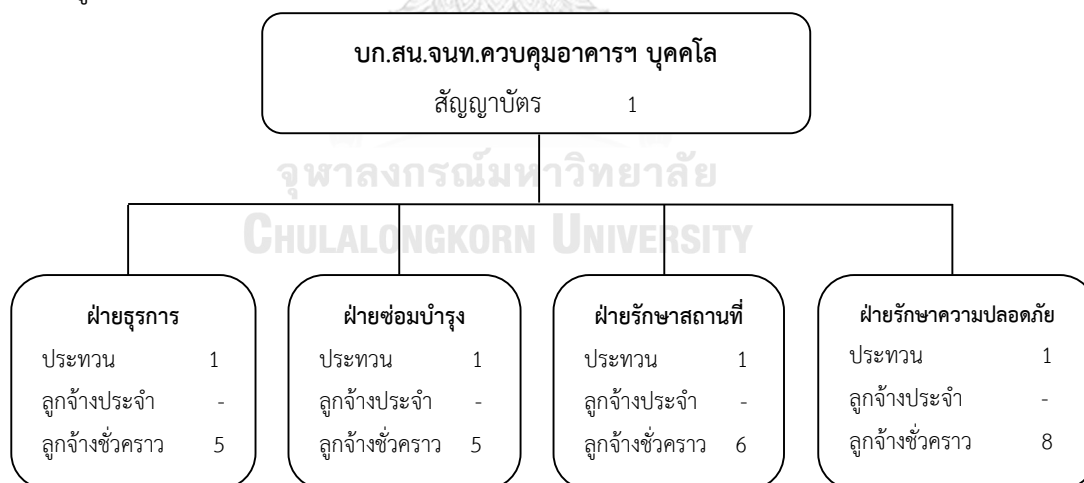 บก.สน.จนท.ควบคุมอาคารฯ บุคคโล
สัญญาบัตร 1
จุฬาลงกรณ์มหาวิทยาลัย
CHULALONGKORN UNIVERSITY
ฝ่ายธุรการ
ประทวน 1
ลูกจ้างประจำ -
ลูกจ้างชั่วคราว 5
ฝ่ายซ่อมบำรุง
ประทวน 1
ลูกจ้างประจำ -
ลูกจ้างชั่วคราว 5
ฝ่ายรักษาสถานที่
ประทวน 1
ลูกจ้างประจำ -
ลูกจ้างชั่วคราว 6
ฝ่ายรักษาความปลอดภัย
ประทวน 1
ลูกจ้างประจำ -
ลูกจ้างชั่วคราว 8